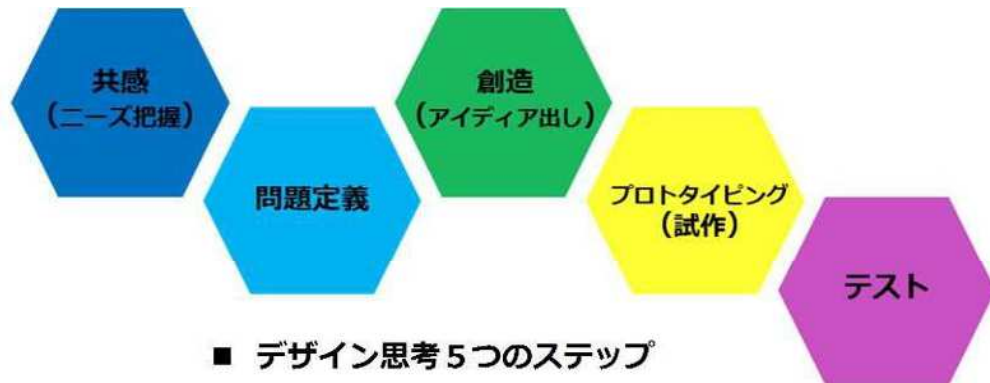 共感
（ニーズ把握）
問題定義
創造
（アイディア出し）
プロトタイピング
（試作）
テスト
■ デザイン思考５つのステップ